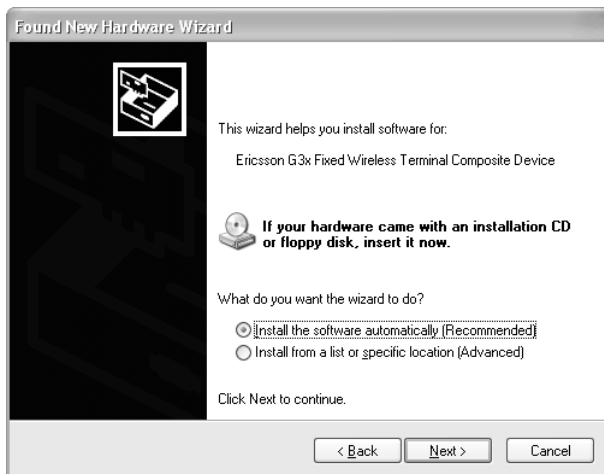 Found New Hardware Wizard
This wizard helps you install software for:
Ericsson G3x Fixed Wireless Terminal Composite Device
If your hardware came with an installation CD
or floppy disk, insert it now.
What do you want the wizard to do?
Install the software automatically (Recommended)
Install from a list or specific location (Advanced)
Click Next to continue.
< Back Next > Cancel